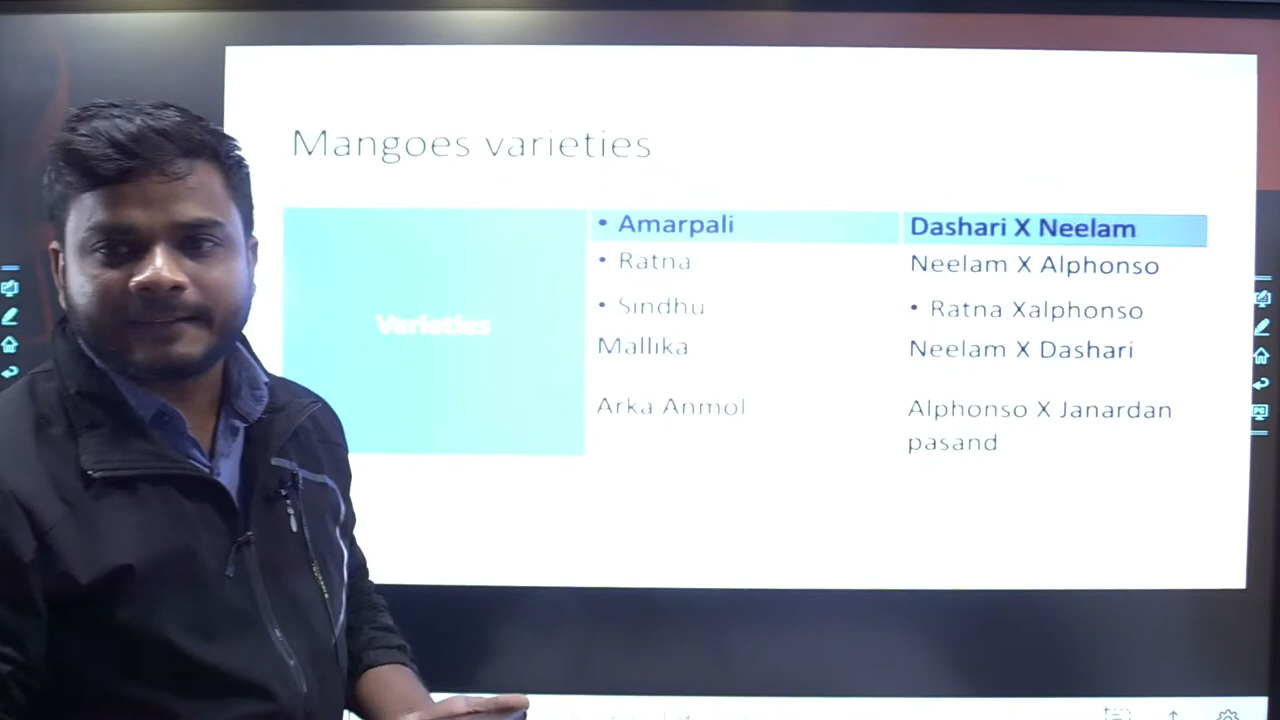 Mangoes varieties
Varieties
• Amarpali
Dashari X Neelam
• Ratna
Neelam X Alphonso
• Sindhu
• Ratna Xalphonso
Mallika
Neelam X Dashari
Arka Anmol
Alphonso X Janardan
pasand